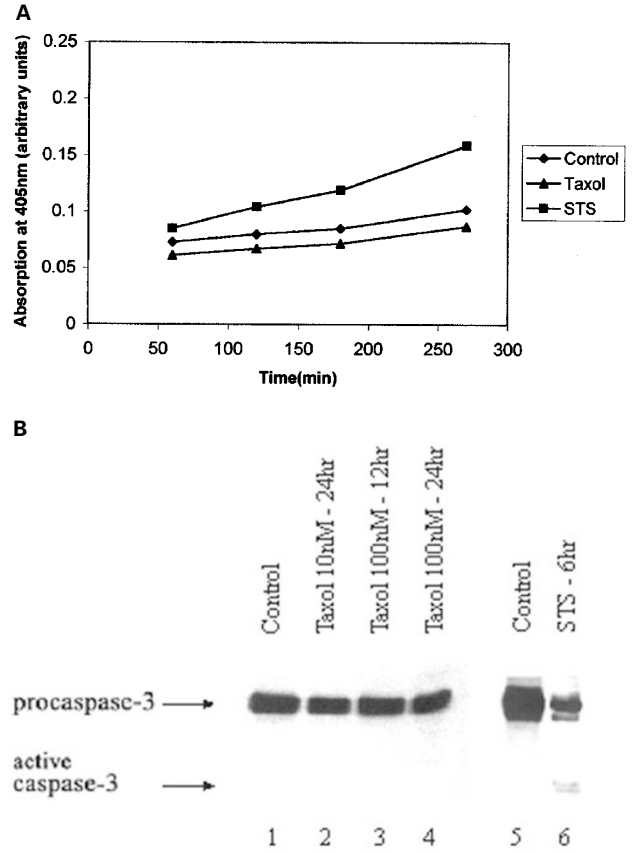 A
Absorption at 405nm (arbitrary units)
0.25
0.2
0.15
0.1
0.05
0
0 50 100 150 200 250 300
Time(min)
Control
Taxol
STS
B
Control
Taxol 10nM - 24hr
Taxol 100nM - 12hr
Taxol 100nM - 24hr
Control
STS - 6hr
procaspase-3
active
caspase-3
1 2 3 4 5 6